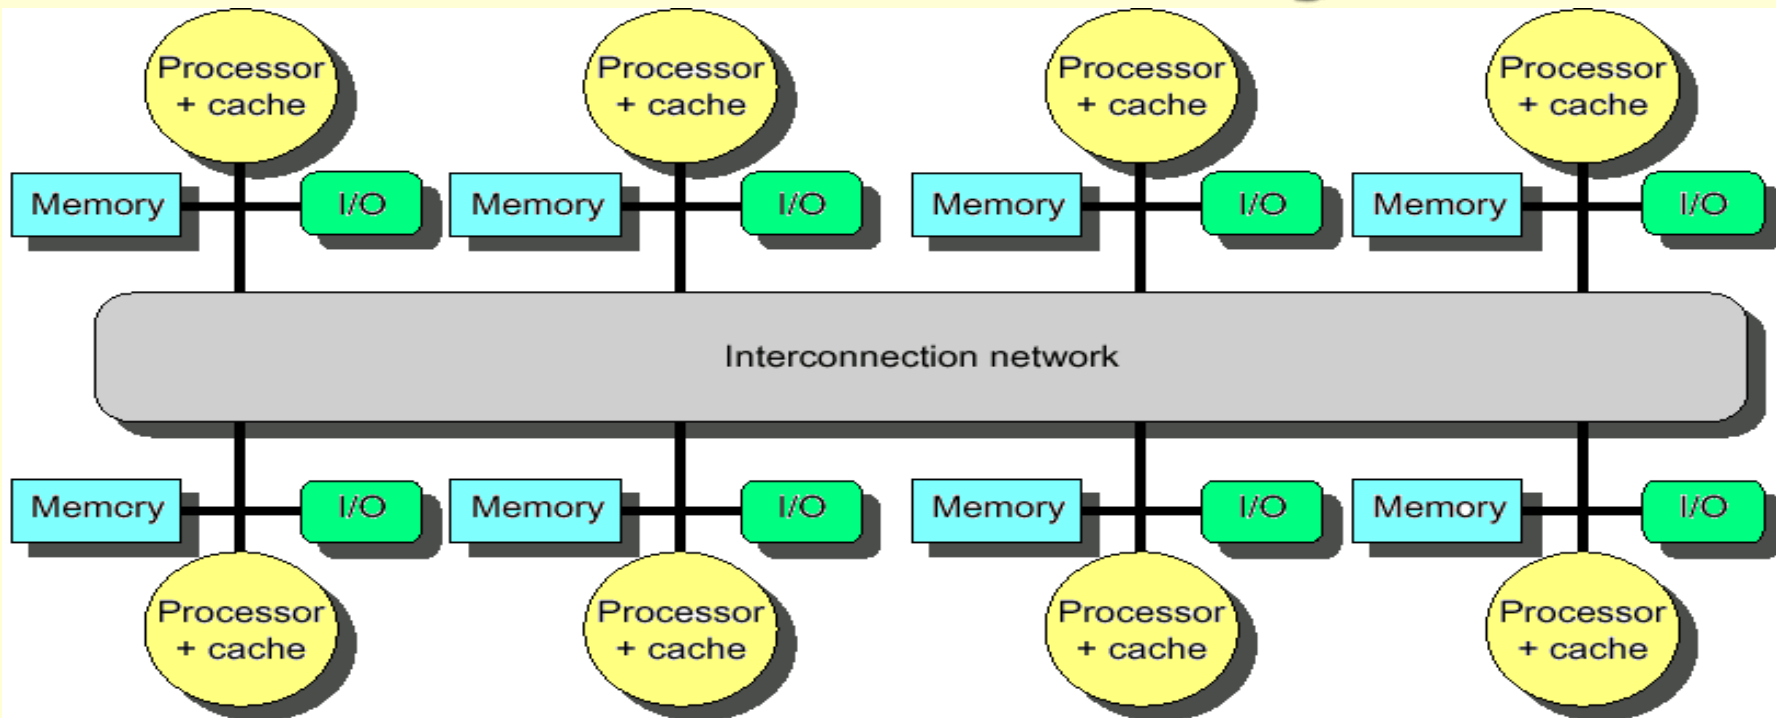 Processor
+ cache
Processor
+ cache
Processor
+ cache
Processor
+ cache
Memory
I/O
Memory
I/O
Memory
I/O
Memory
I/O
Interconnection network
Memory
I/O
Memory
I/O
Memory
I/O
Memory
I/O
Processor
+ cache
Processor
+ cache
Processor
+ cache
Processor
+ cache